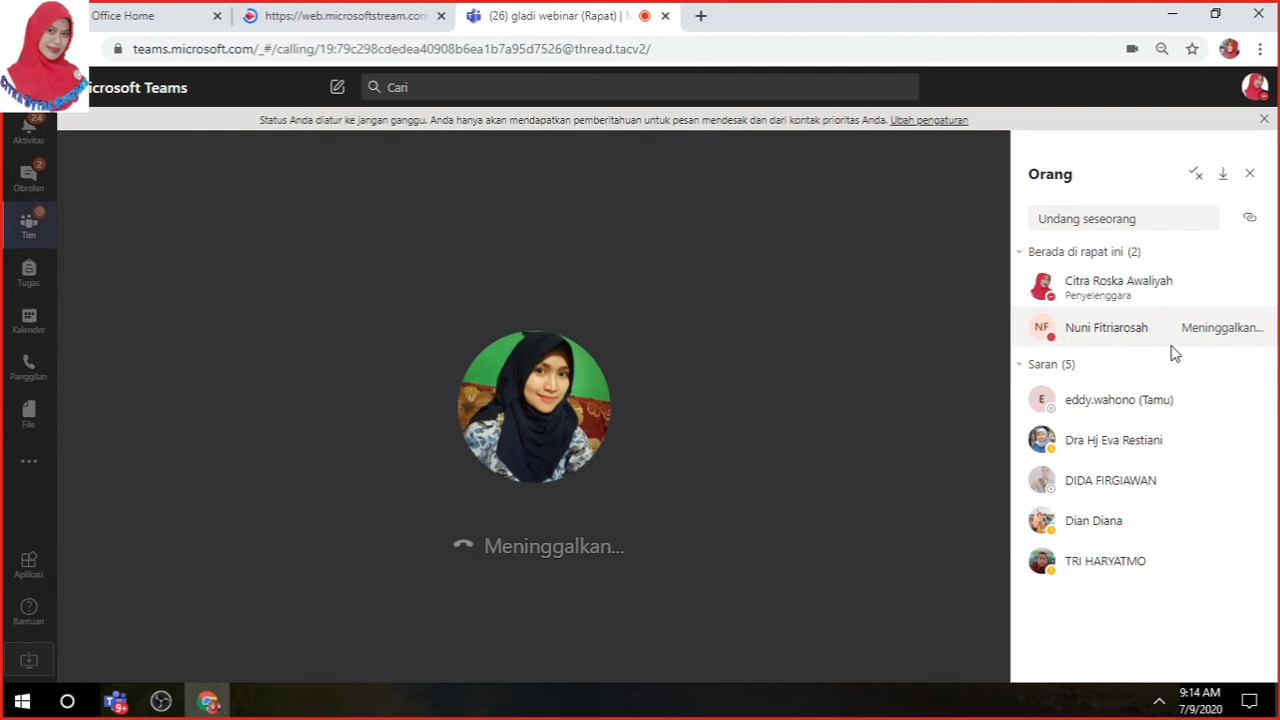 Office Home
https://web.microsoftstream.com
(26) gladi webinar (Rapat) |
teams.microsoft.com/_#/calling/19:79c298cdedea40908b6ea1b7a95d7526@thread.tacv2/
icrosoft Teams
Cari
Status Anda diatur ke jangan ganggu. Anda hanya akan mendapatkan pemberitahuan untuk pesan mendesak dan dari kontak prioritas Anda. Ubah pengaturan
24
Aktivitas
2
Obrolan
Tim
Tugas
Kalender
Panggilan
File
Aplikasi
Bantuan
Meninggalkan...
Orang
Undang seseorang
Berada di rapat ini (2)
Citra Roska Awaliyah
Penyelenggara
NF
Nuni Fitriarosah
Meninggalkan...
Saran (5)
E
eddy.wahono (Tamu)
Dra Hj Eva Restiani
DIDA FIRGIAWAN
Dian Diana
TRI HARYATMO
9+
9:14 AM
7/9/2020